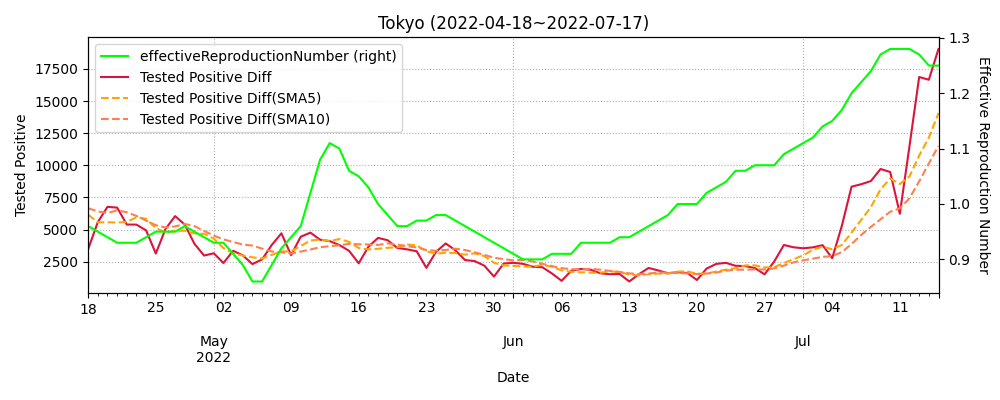 Tokyo (2022-04-18~2022-07-17)
effectiveReproductionNumber (right)
Tested Positive Diff
Tested Positive Diff(SMA5)
Tested Positive Diff(SMA10)
Tested Positive
17500
15000
12500
10000
7500
5000
2500
1.3
1.2
1.1
1.0
0.9
Effective Reproduction Number
18 25 02 09 16 23 30 06 13 20 27 04 11
May Jun Jul
2022
Date